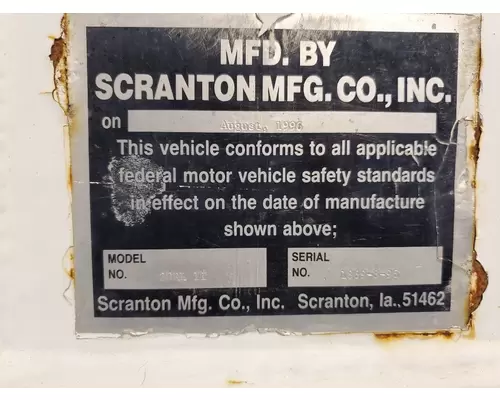 MFD. BY
SCRANTON MFG. CO., INC.
on August, 1996
This vehicle conforms to all applicable
federal motor vehicle safety standards
in effect on the date of manufacture
shown above;
MODEL
NO.
SERIAL
NO.
Scranton Mfg. Co., Inc. Scranton, Ia., 51462